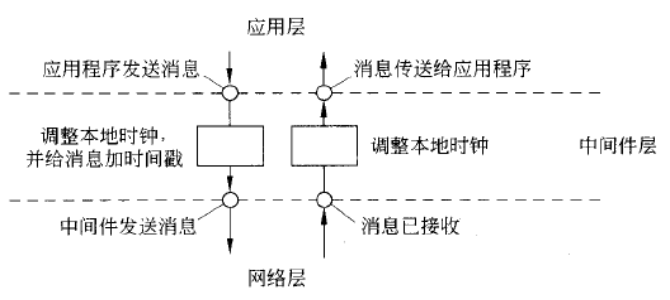 应用层
应用程序发送消息
消息传送给应用程序
调整本地时钟，
并给消息加时间戳
调整本地时钟
中间件层
中间件发送消息
消息已接收
网络层